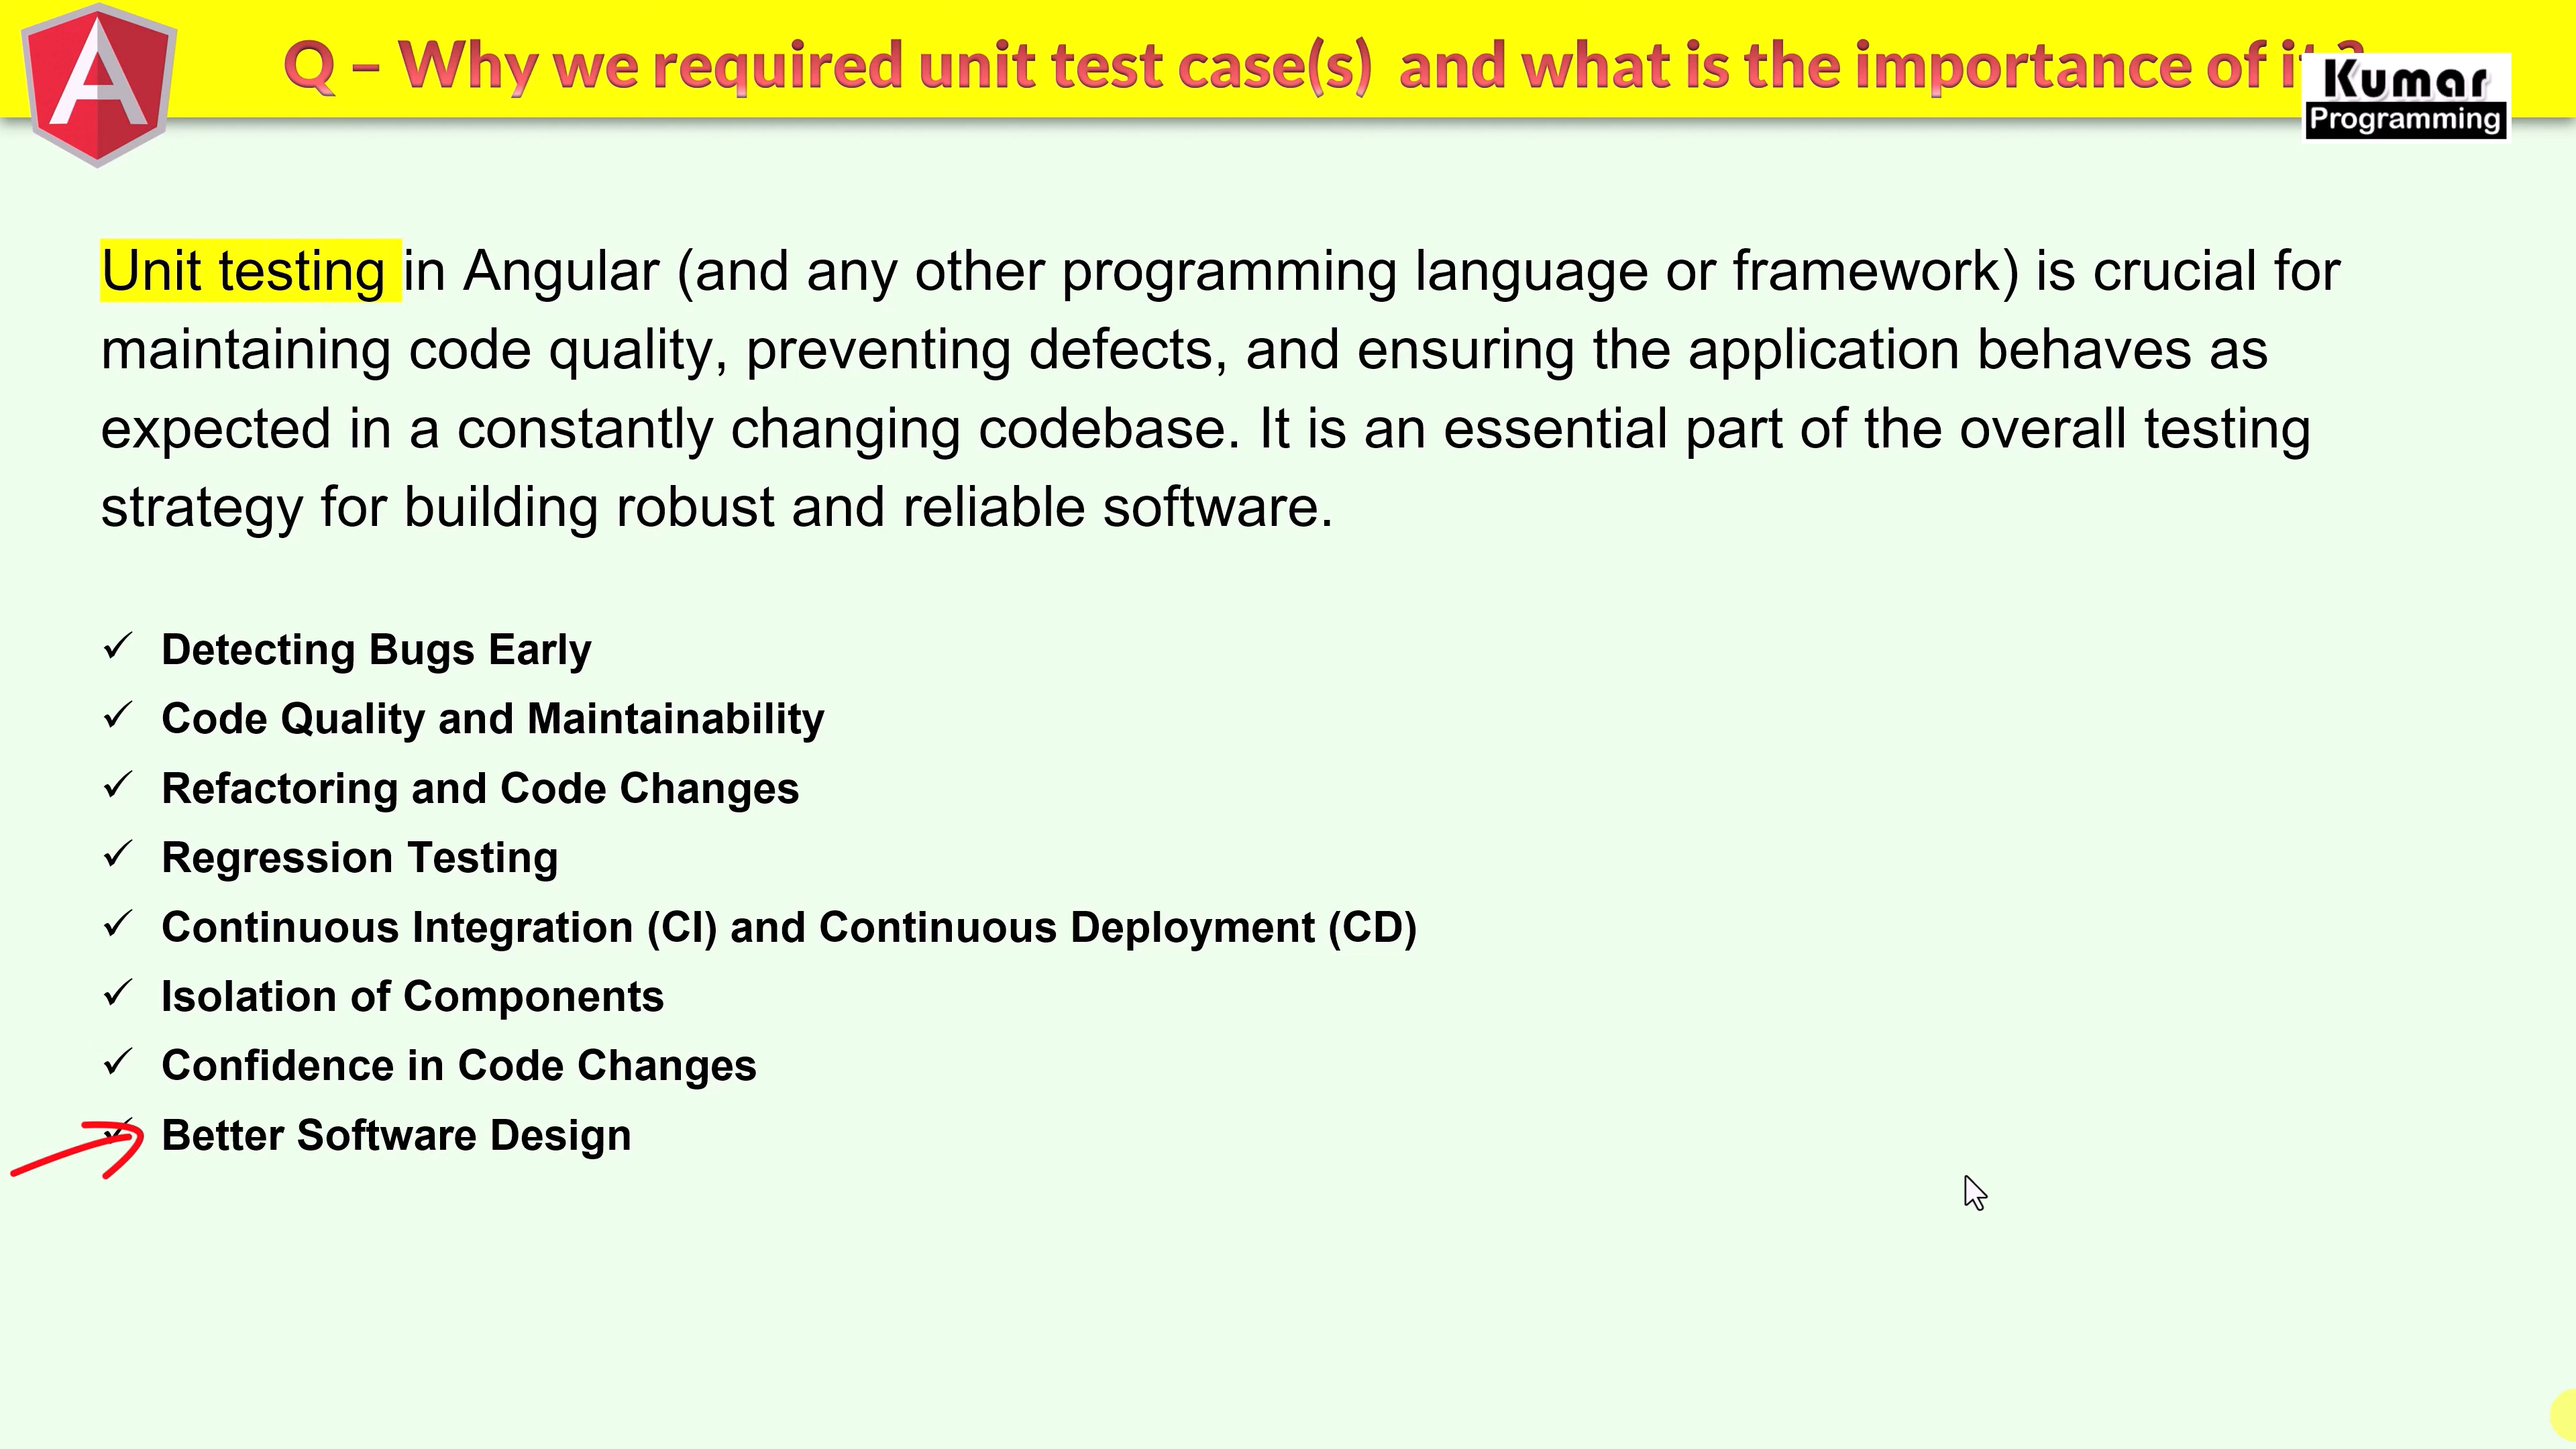 Q – Why we required unit test case(s) and what is the importance of it ?
Kumar
Programming
Unit testing in Angular (and any other programming language or framework) is crucial for
maintaining code quality, preventing defects, and ensuring the application behaves as
expected in a constantly changing codebase. It is an essential part of the overall testing
strategy for building robust and reliable software.
✓ Detecting Bugs Early
✓ Code Quality and Maintainability
✓ Refactoring and Code Changes
✓ Regression Testing
✓ Continuous Integration (CI) and Continuous Deployment (CD)
✓ Isolation of Components
✓ Confidence in Code Changes
✓ Better Software Design